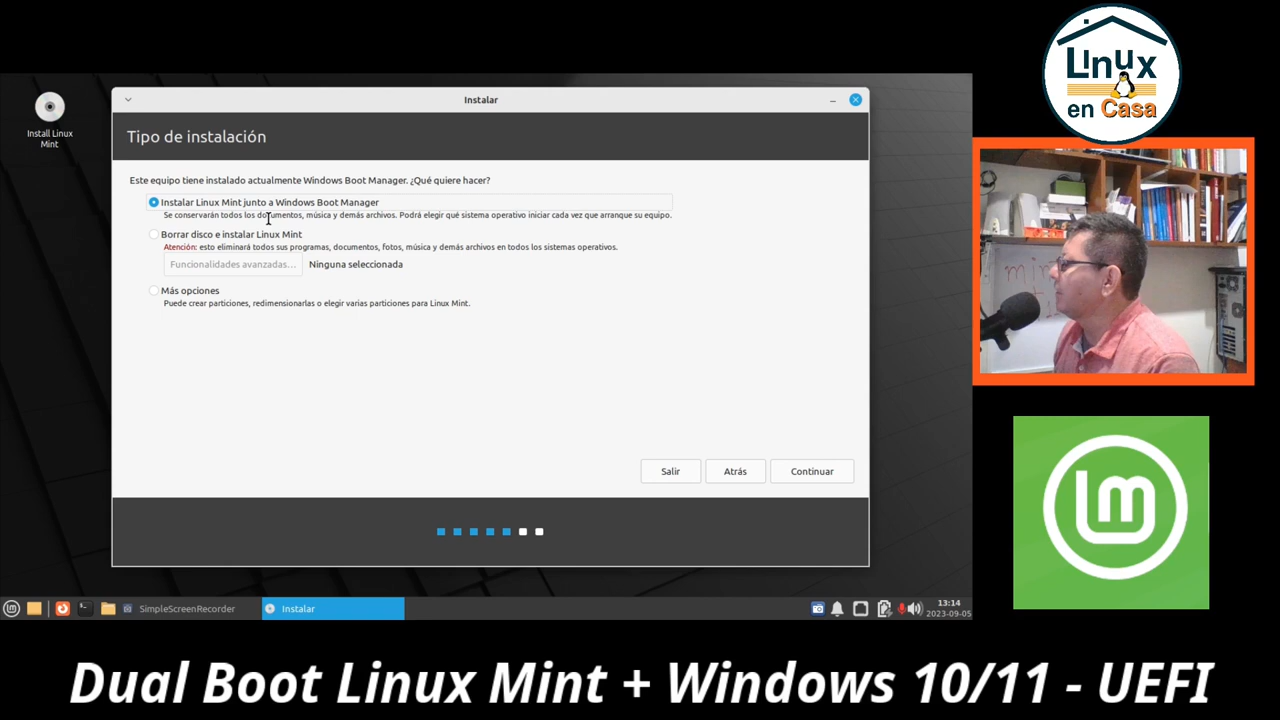 Linux
en Casa
Install Linux
Mint
Instalar
Tipo de instalación
Este equipo tiene instalado actualmente Windows Boot Manager. ¿Qué quiere hacer?
Instalar Linux Mint junto a Windows Boot Manager
Se conservarán todos los documentos, música y demás archivos. Podrá elegir qué sistema operativo iniciar cada vez que arranque su equipo.
Borrar disco e instalar Linux Mint
Atención: esto eliminará todos sus programas, documentos, fotos, música y demás archivos en todos los sistemas operativos.
Funcionalidades avanzadas... Ninguna seleccionada
Más opciones
Puede crear particiones, redimensionarlas o elegir varias particiones para Linux Mint.
Salir Atrás Continuar
SimpleScreenRecorder Instalar
13:14
2023-09-05
Dual Boot Linux Mint + Windows 10/11 - UEFI